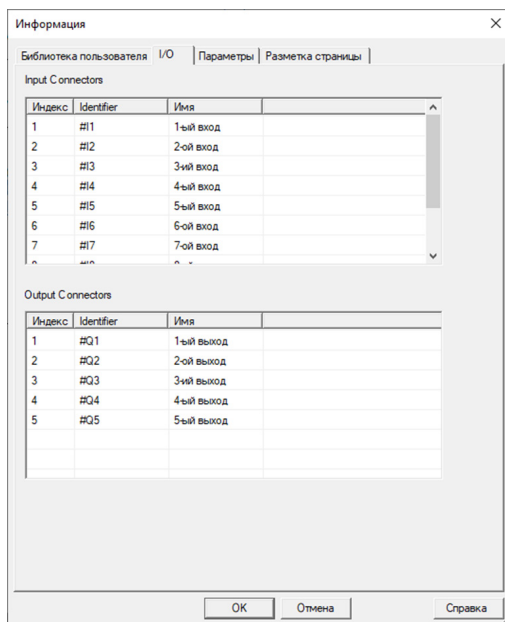 Информация
Библиотека пользователя I/O Параметры Разметка страницы
Input Connectors
Индекс Identifier Имя
1 #I1 1-ый вход
2 #I2 2-ой вход
3 #I3 3-ий вход
4 #I4 4-ый вход
5 #I5 5-ый вход
6 #I6 6-ой вход
7 #I7 7-ой вход
Output Connectors
Индекс Identifier Имя
1 #Q1 1-ый выход
2 #Q2 2-ой выход
3 #Q3 3-ий выход
4 #Q4 4-ый выход
5 #Q5 5-ый выход
OK Отмена Справка